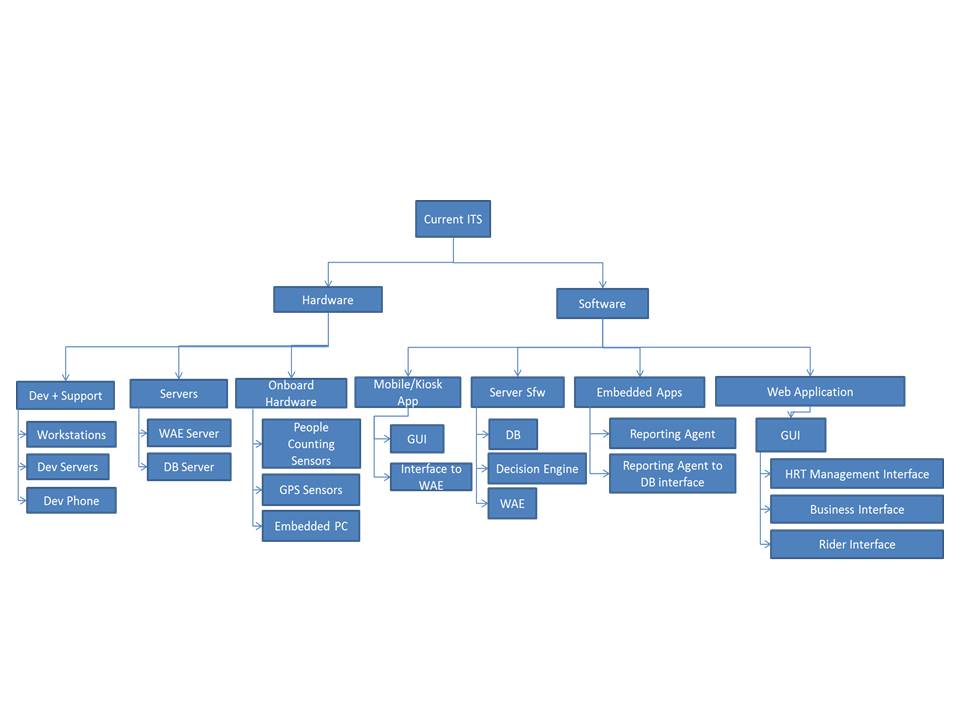 Current ITS
Hardware
Software
Dev + Support
Servers
Onboard
Hardware
Mobile/Kiosk
App
Server Sfw
Embedded Apps
Web Application
Workstations
Dev Servers
Dev Phone
WAE Server
DB Server
People
Counting
Sensors
GPS Sensors
Embedded PC
GUI
Interface to
WAE
DB
Decision Engine
WAE
Reporting Agent
Reporting Agent to
DB interface
GUI
HRT Management Interface
Business Interface
Rider Interface